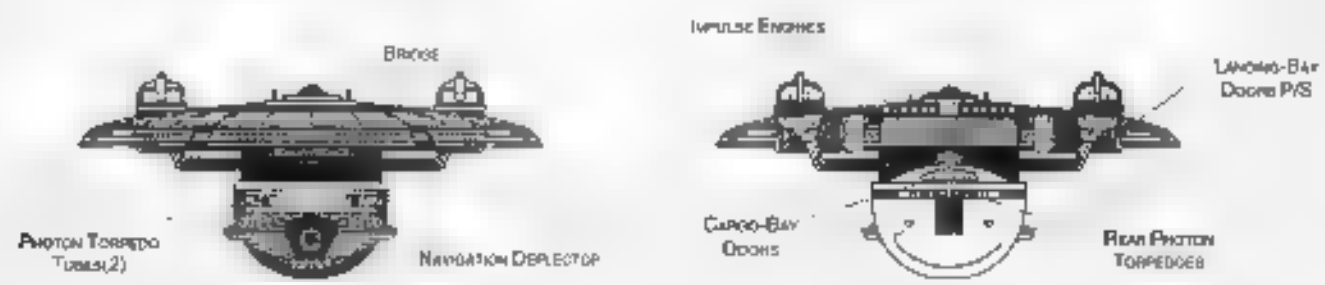 IMPULSE ENGINES
BRIDGE
LANDING-BAY
DOORS P/S
PHOTON TORPEDO
TUBES(2)
NAVIGATION DEFLECTOR
CARGO-BAY
DOORS
REAR PHOTON
TORPEDOES